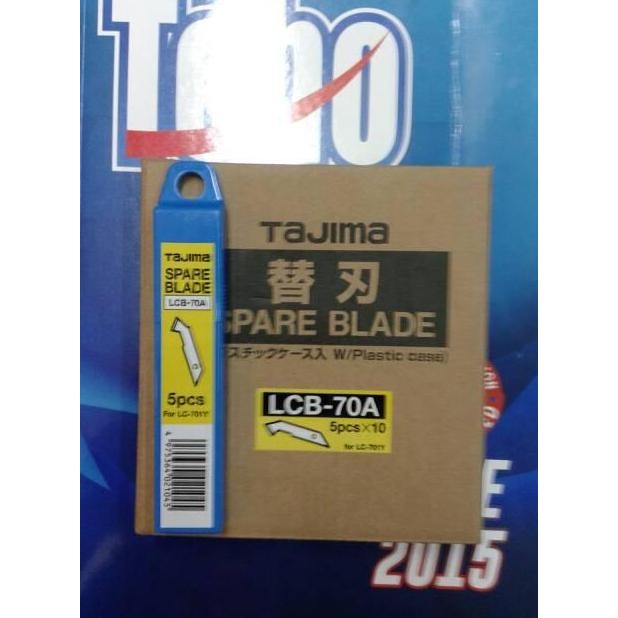 TAJIMA
SPARE
BLADE
LCB-70A
5pcs
For LC-701Y
4975364021045
TAJIMA
替刃
SPARE BLADE
スチックケース入 W/Plastic case)
LCB-70A
5pcs×10
for LC-701Y
2015